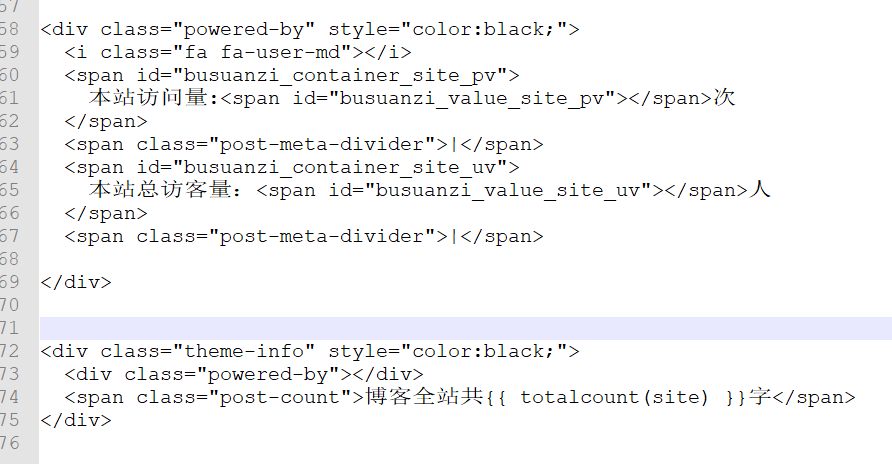 57
58 <div class="powered-by" style="color:black;">
59   <i class="fa fa-user-md"></i>
60   <span id="busuanzi_container_site_pv">
61     本站访问量:<span id="busuanzi_value_site_pv"></span>次
62   </span>
63   <span class="post-meta-divider">|</span>
64   <span id="busuanzi_container_site_uv">
65     本站总访客量: <span id="busuanzi_value_site_uv"></span>人
66   </span>
67   <span class="post-meta-divider">|</span>
68
69 </div>
70
71
72 <div class="theme-info" style="color:black;">
73   <div class="powered-by"></div>
74   <span class="post-count">博客全站共{{ totalcount(site) }}字</span>
75 </div>
76